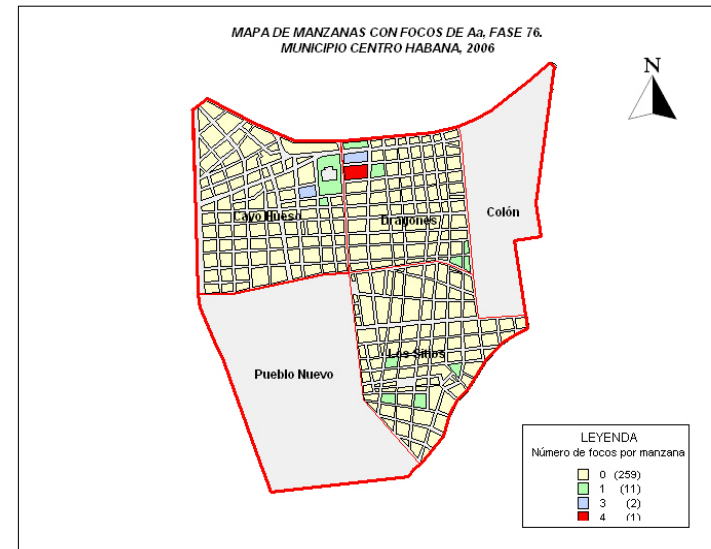 MAPA DE MANZANAS CON FOCOS DE Aa, FASE 76.
MUNICIPIO CENTRO HABANA, 2006
N
Cayo Hueso
Dragones
Colón
Los Sitios
Pueblo Nuevo
LEYENDA
Número de focos por manzana
0 (259)
1 (11)
3 (2)
4 (1)